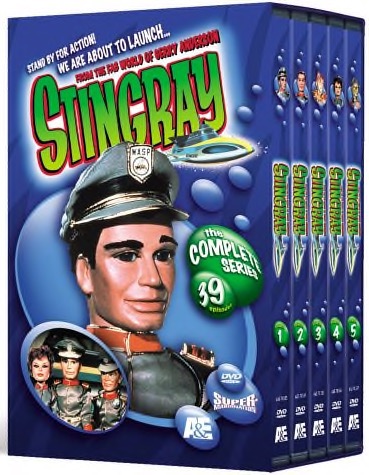 STAND BY FOR ACTION!
WE ARE ABOUT TO LAUNCH...
FROM THE FAB WORLD OF GERRY ANDERSON
STINGRAY
W.A.S.P.
the
COMPLETE
SERIES
39
episodes
DVD
VIDEO
SUPER
MARIONATION
A&E
STINGRAY
1
DVD
A&E
STINGRAY
2
DVD
A&E
STINGRAY
3
DVD
A&E
STINGRAY
4
DVD
A&E
STINGRAY
5
DVD
A&E